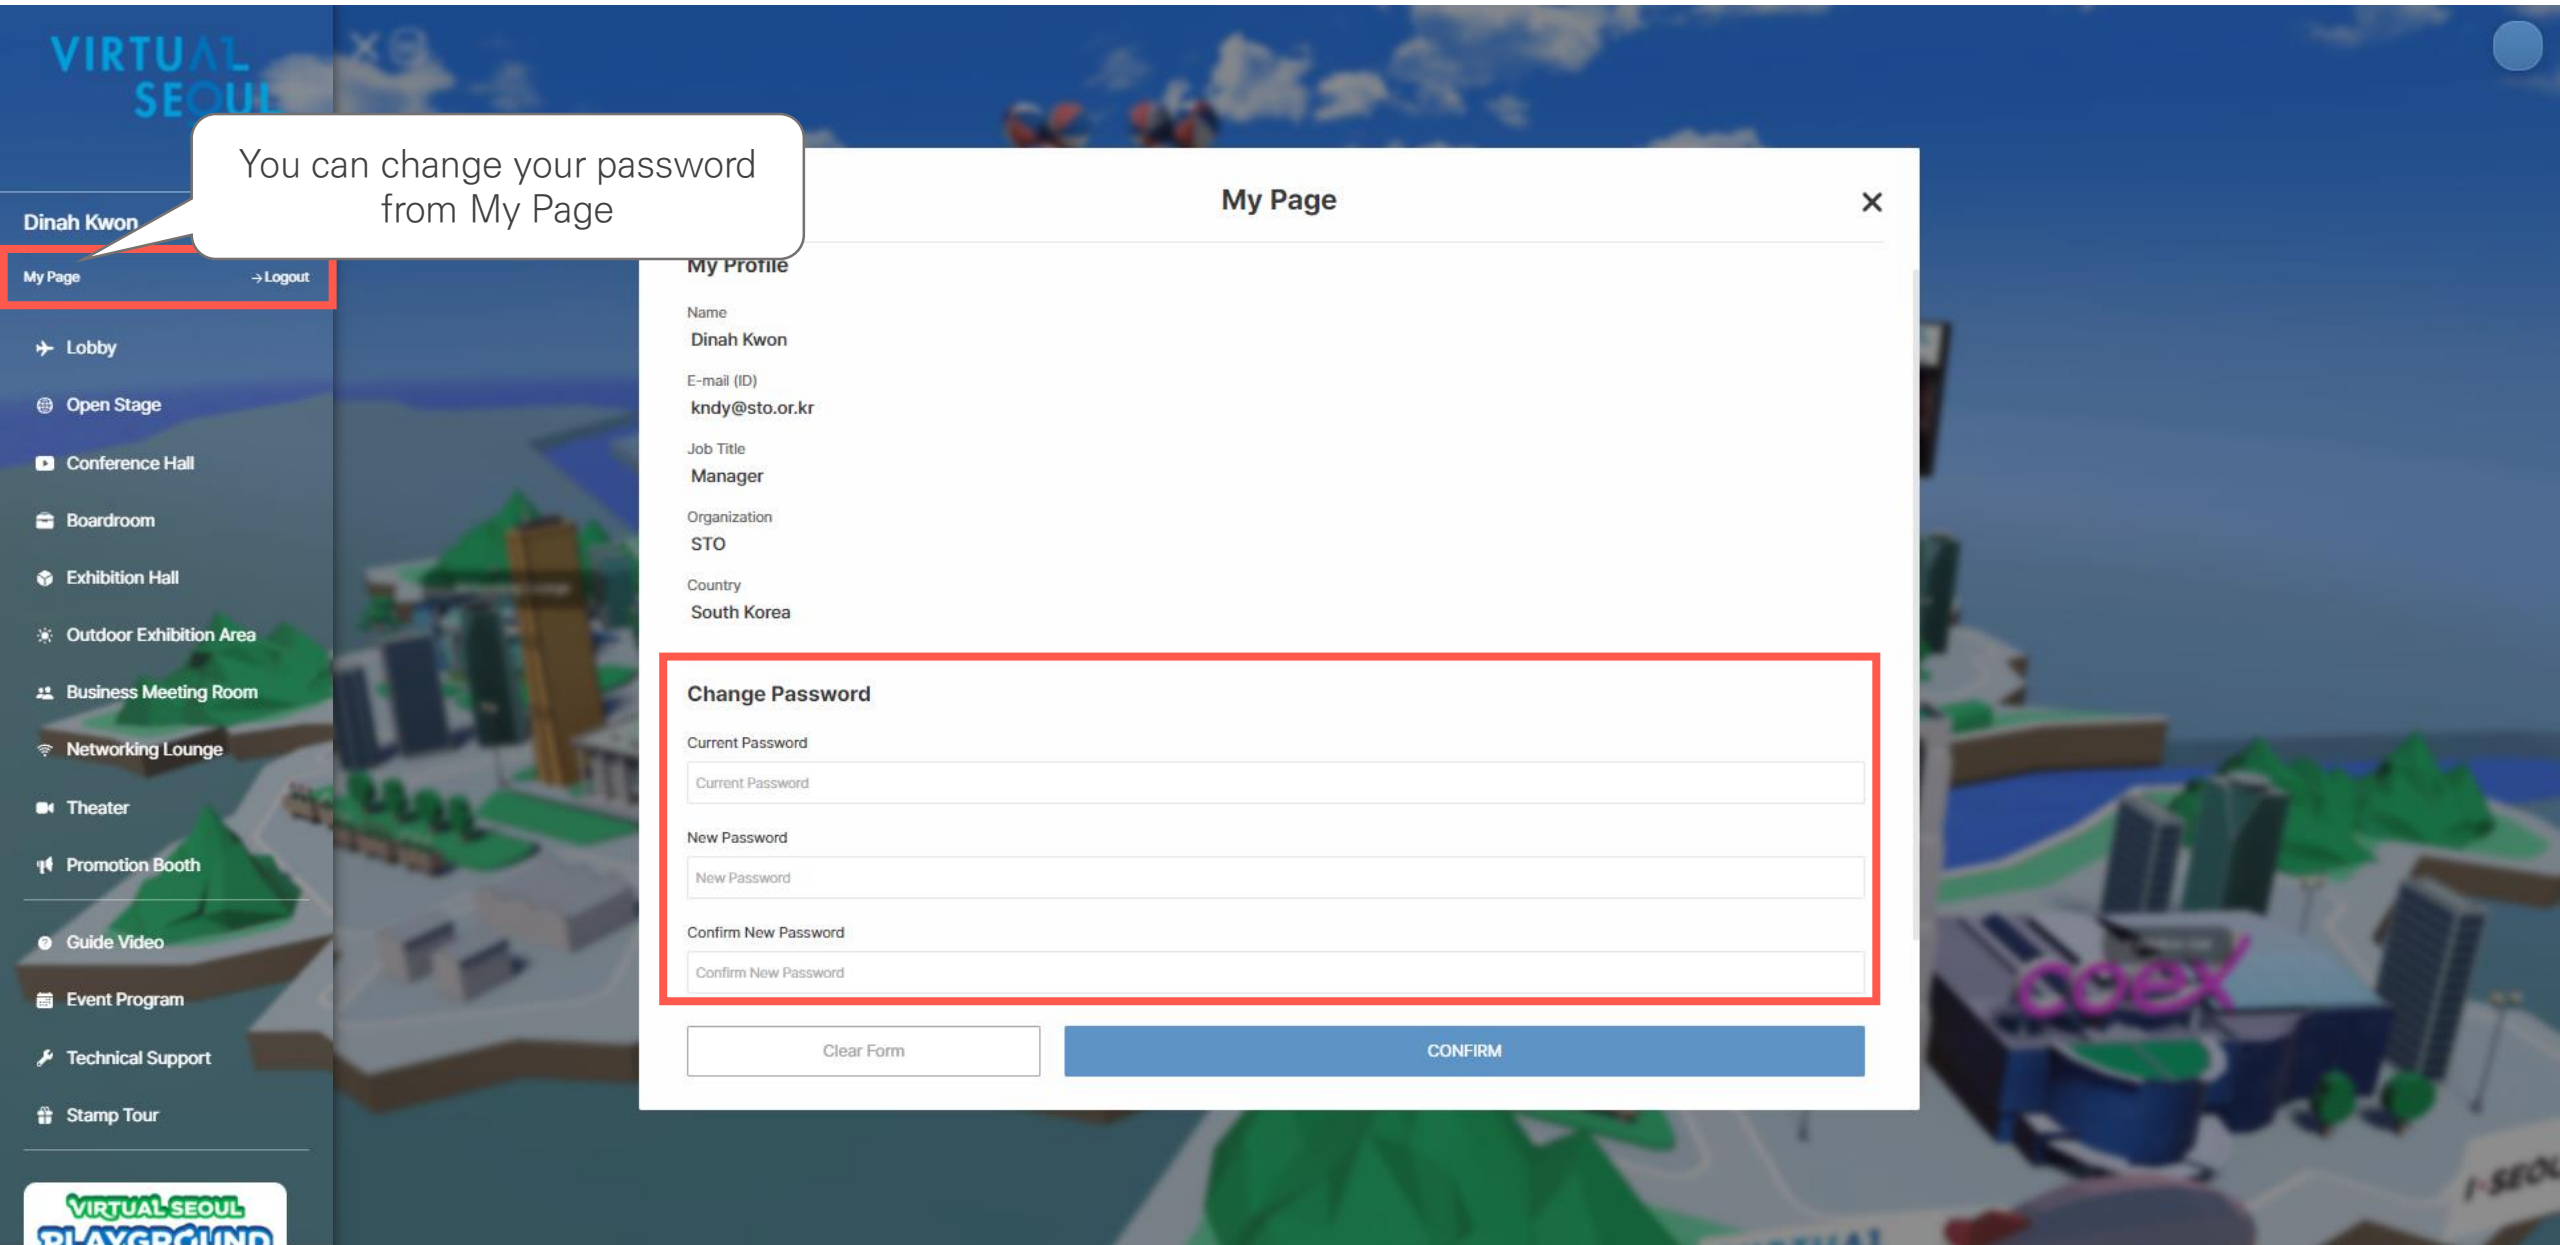 VIRTUAL
SEOUL
You can change your password
from My Page
Dinah Kwon
My Page
→Logout
Lobby
Open Stage
Conference Hall
Boardroom
Exhibition Hall
Outdoor Exhibition Area
Business Meeting Room
Networking Lounge
Theater
Promotion Booth
Guide Video
Event Program
Technical Support
Stamp Tour
VIRTUAL SEOUL
PLAYGROUND
My Page
My Profile
Name
Dinah Kwon
E-mail (ID)
kndy@sto.or.kr
Job Title
Manager
Organization
STO
Country
South Korea
Change Password
Current Password
Current Password
New Password
New Password
Confirm New Password
Confirm New Password
Clear Form
CONFIRM
coex